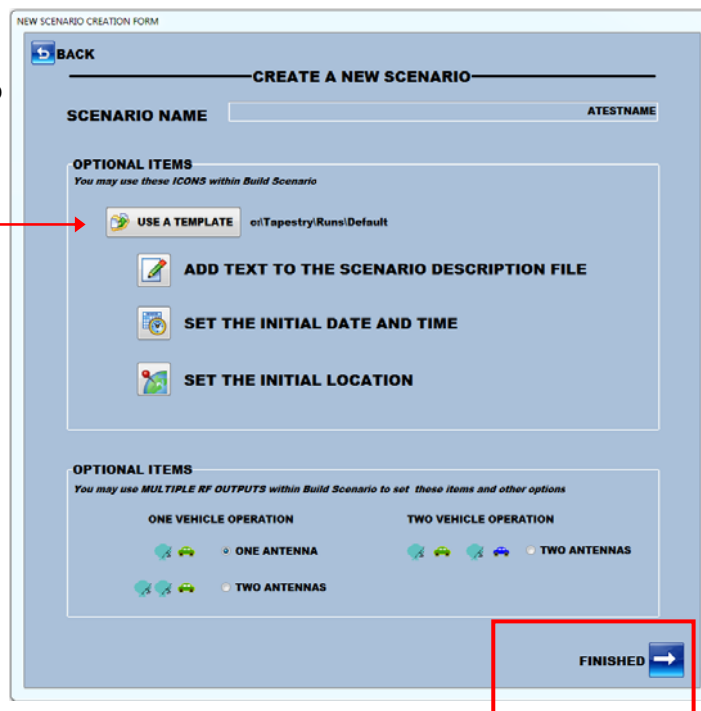 NEW SCENARIO CREATION FORM
BACK
CREATE A NEW SCENARIO
SCENARIO NAME
ATESTNAME
OPTIONAL ITEMS
You may use these ICONS within Build Scenario
USE A TEMPLATE c:\Tapestry\Runs\Default
ADD TEXT TO THE SCENARIO DESCRIPTION FILE
SET THE INITIAL DATE AND TIME
SET THE INITIAL LOCATION
OPTIONAL ITEMS
You may use MULTIPLE RF OUTPUTS within Build Scenario to set these items and other options
ONE VEHICLE OPERATION TWO VEHICLE OPERATION
ONE ANTENNA TWO ANTENNAS
TWO ANTENNAS
FINISHED